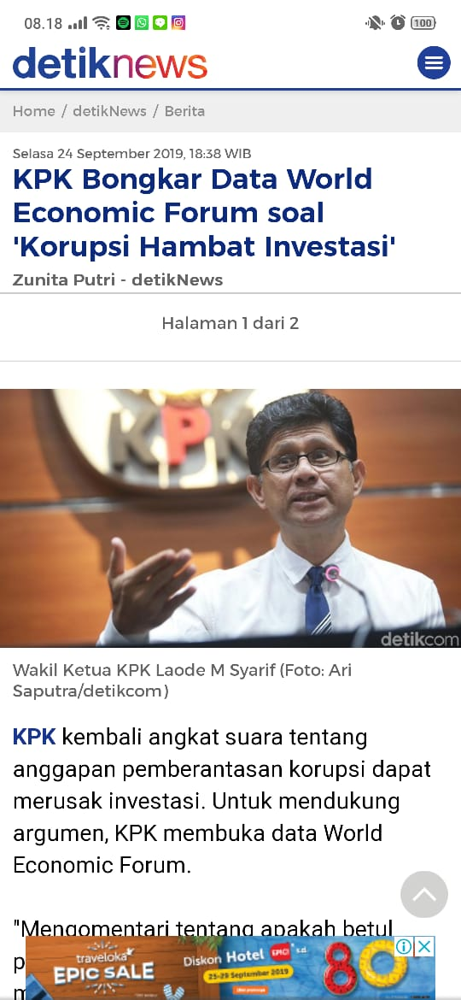 08.18
100
detiknews
Home / detikNews / Berita
Selasa 24 September 2019, 18:38 WIB
KPK Bongkar Data World
Economic Forum soal
'Korupsi Hambat Investasi'
Zunita Putri - detikNews
Halaman 1 dari 2
KPK
detikcom
Wakil Ketua KPK Laode M Syarif (Foto: Ari
Saputra/detikcom)
KPK kembali angkat suara tentang
anggapan pemberantasan korupsi dapat
merusak investasi. Untuk mendukung
argumen, KPK membuka data World
Economic Forum.
"Mengomentari tentang apakah betul
traveloka
EPIC SALE
Diskon Hotel EPIC! s.d. 80
25-29 September 2019